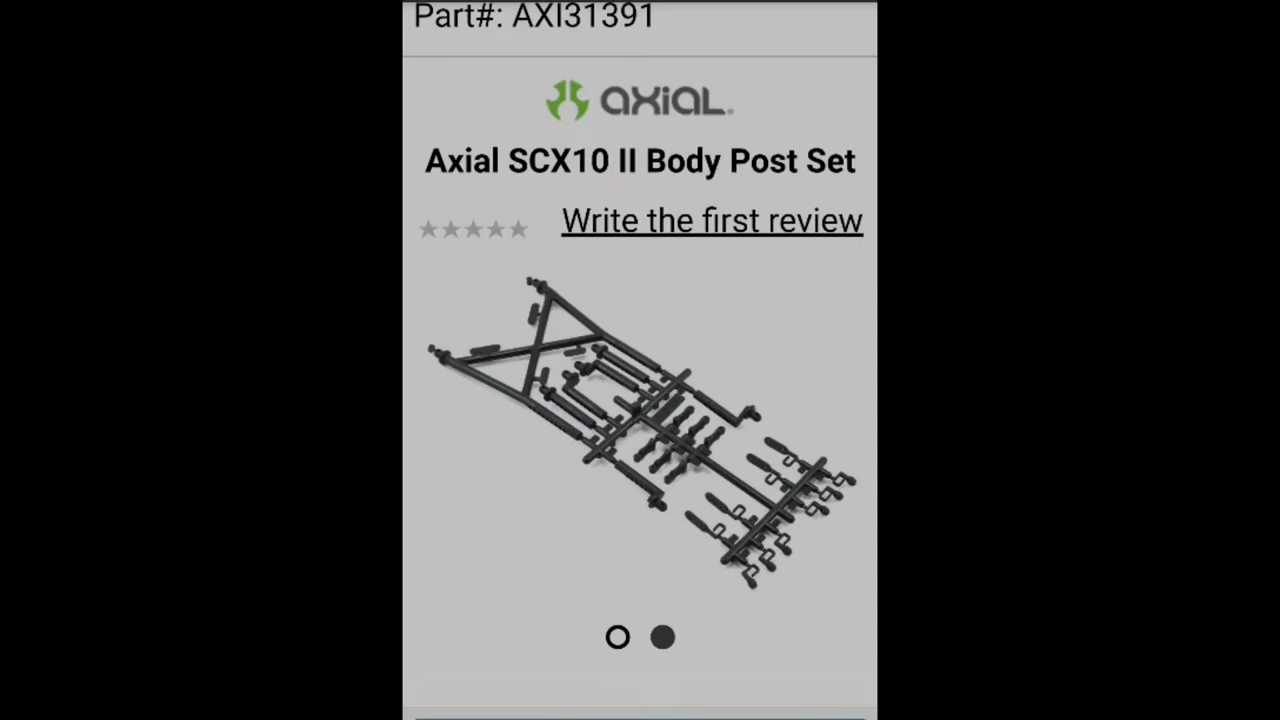 Part#: AXI31391
AXIAL
Axial SCX10 II Body Post Set
Write the first review